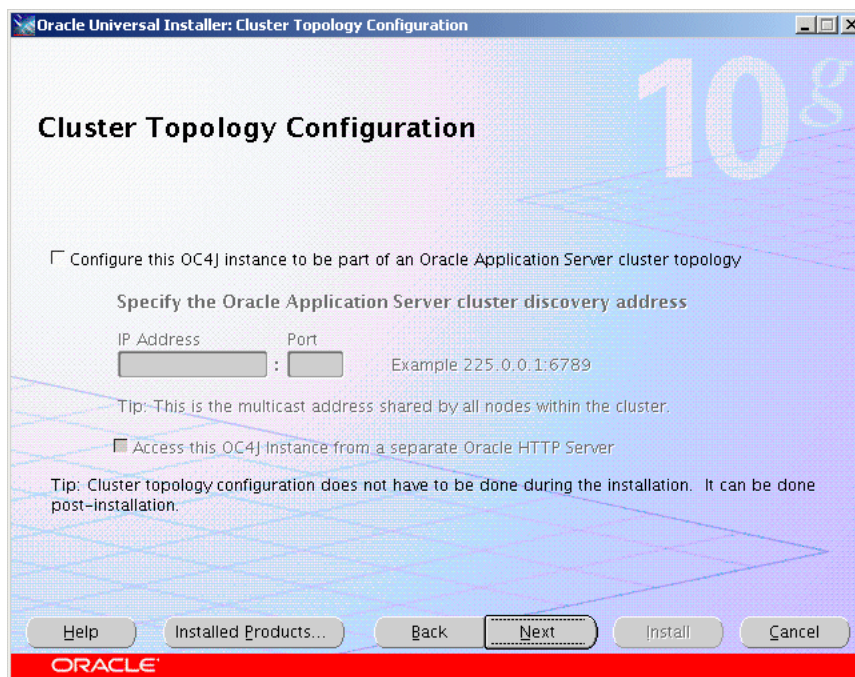 Oracle Universal Installer: Cluster Topology Configuration
10g
Cluster Topology Configuration
Configure this OC4J instance to be part of an Oracle Application Server cluster topology
Specify the Oracle Application Server cluster discovery address
IP Address Port
: Example 225.0.0.1:6789
Tip: This is the multicast address shared by all nodes within the cluster.
Access this OC4J Instance from a separate Oracle HTTP Server
Tip: Cluster topology configuration does not have to be done during the installation. It can be done
post-installation.
Help Installed Products... Back Next Install Cancel
ORACLE